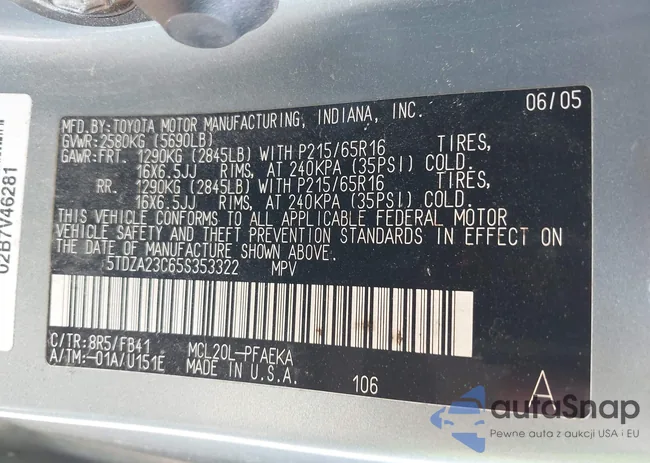 06/05
MFD.BY:TOYOTA MOTOR MANUFACTURING, INDIANA, INC.
GVWR:2580KG (5690LB)
GAWR:FRT. 1290KG (2845LB) WITH P215/65R16 TIRES,
16X6.5JJ RIMS, AT 240KPA (35PSI) COLD.
RR. 1290KG (2845LB) WITH P215/65R16 TIRES,
16X6.5JJ RIMS, AT 240KPA (35PSI) COLD.
THIS VEHICLE CONFORMS TO ALL APPLICABLE FEDERAL MOTOR
VEHICLE SAFETY AND THEFT PREVENTION STANDARDS IN EFFECT ON
THE DATE OF MANUFACTURE SHOWN ABOVE.
5TDZA23C65S353322 MPV
C/TR:8R5/FB41 MCL20L-PFAEKA
A/TM:-01A/U151E MADE IN U.S.A.
106
A
02B7V46281
autoSnap
Pewne auta z aukcji USA i EU